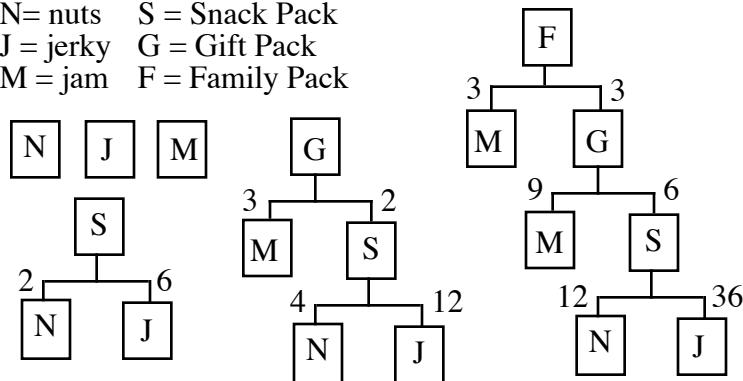 N= nuts S = Snack Pack
J = jerky G = Gift Pack
M = jam F = Family Pack
F
3 3
M G
N J M
G
9 6
M S
3 2
M S
S
12 36
N J
2 6
N J
4 12
N J